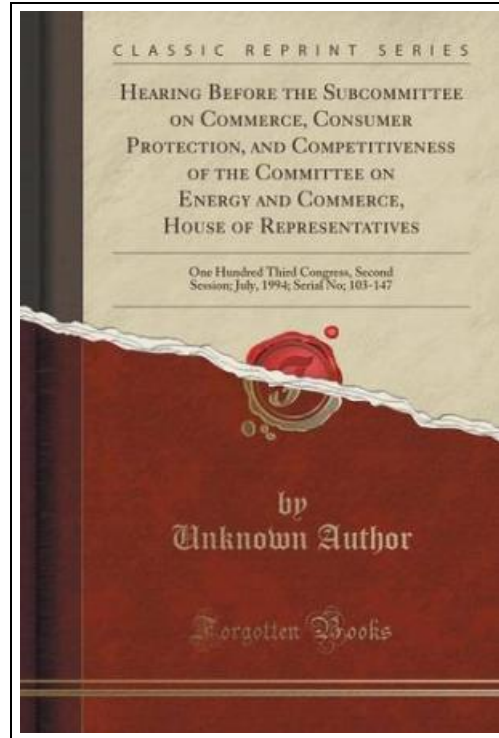 CLASSIC REPRINT SERIES
HEARING BEFORE THE SUBCOMMITTEE
ON COMMERCE, CONSUMER
PROTECTION, AND COMPETITIVENESS
OF THE COMMITTEE ON
ENERGY AND COMMERCE,
HOUSE OF REPRESENTATIVES
One Hundred Third Congress, Second
Session; July, 1994; Serial No; 103-147
by
Unknown Author
Forgotten Books